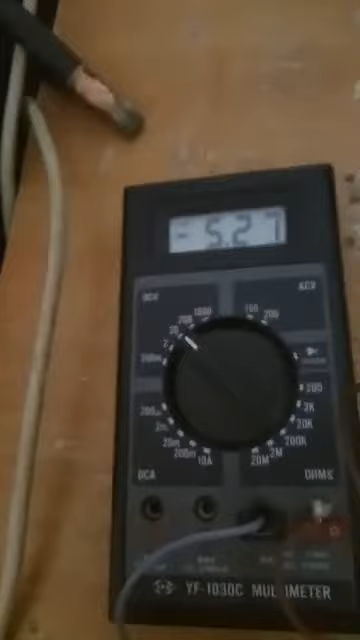 - 5.27
DCV
ACV
200 1000
20
2
200m
750 200
200
2K
20K
200K
2M
20M
200μ
2m
20m
200m
10A
DCA
OHMS
YF-1030C MULTIMETER